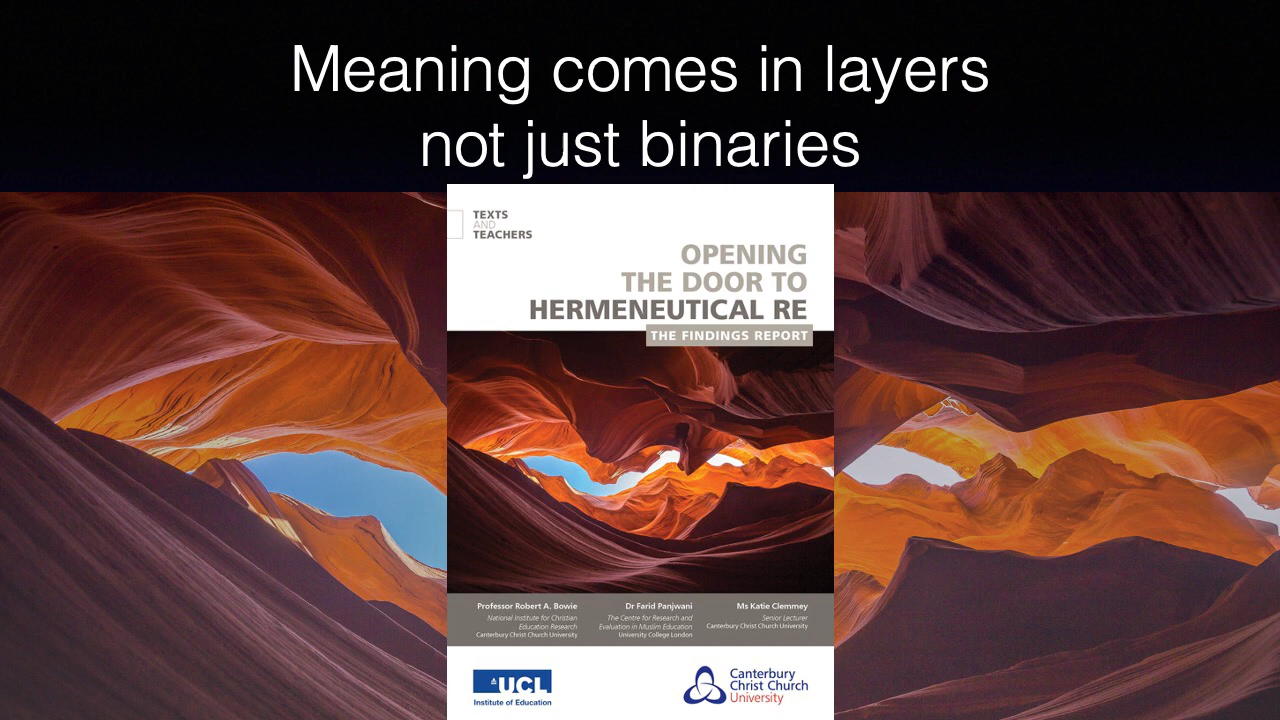 Meaning comes in layers
not just binaries
TEXTS
AND
TEACHERS
OPENING
THE DOOR TO
HERMENEUTICAL RE
THE FINDINGS REPORT
Professor Robert A. Bowie
National Institute for Christian
Education Research
Canterbury Christ Church University
Dr Farid Panjwani
The Centre for Research and
Evaluation in Muslim Education
University College London
Ms Katie Clemmey
Senior Lecturer
Canterbury Christ Church University
UCL
Institute of Education
Canterbury
Christ Church
University